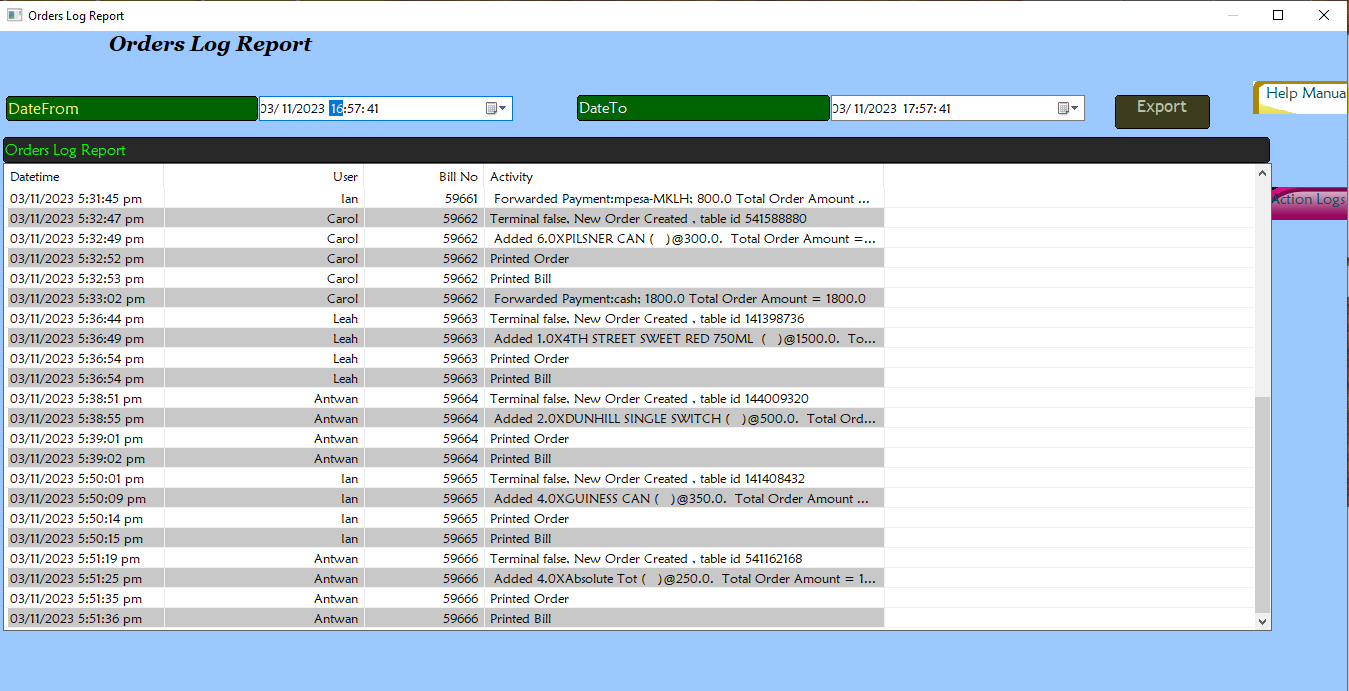 Orders Log Report
Orders Log Report
DateFrom 03/11/2023 16:57:41 DateTo 03/11/2023 17:57:41 Export Help Manua
Orders Log Report
Action Logs
Datetime User Bill No Activity
03/11/2023 5:31:45 pm Ian 59661 Forwarded Payment:mpesa-MKLH; 800.0 Total Order Amount ...
03/11/2023 5:32:47 pm Carol 59662 Terminal false, New Order Created , table id 541588880
03/11/2023 5:32:49 pm Carol 59662 Added 6.0XPILSNER CAN ( )@300.0. Total Order Amount =...
03/11/2023 5:32:52 pm Carol 59662 Printed Order
03/11/2023 5:32:53 pm Carol 59662 Printed Bill
03/11/2023 5:33:02 pm Carol 59662 Forwarded Payment:cash; 1800.0 Total Order Amount = 1800.0
03/11/2023 5:36:44 pm Leah 59663 Terminal false, New Order Created , table id 141398736
03/11/2023 5:36:49 pm Leah 59663 Added 1.0X4TH STREET SWEET RED 750ML ( )@1500.0. To...
03/11/2023 5:36:54 pm Leah 59663 Printed Order
03/11/2023 5:36:54 pm Leah 59663 Printed Bill
03/11/2023 5:38:51 pm Antwan 59664 Terminal false, New Order Created , table id 144009320
03/11/2023 5:38:55 pm Antwan 59664 Added 2.0XDUNHILL SINGLE SWITCH ( )@500.0. Total Ord...
03/11/2023 5:39:01 pm Antwan 59664 Printed Order
03/11/2023 5:39:02 pm Antwan 59664 Printed Bill
03/11/2023 5:50:01 pm Ian 59665 Terminal false, New Order Created , table id 141408432
03/11/2023 5:50:09 pm Ian 59665 Added 4.0XGUINESS CAN ( )@350.0. Total Order Amount ...
03/11/2023 5:50:14 pm Ian 59665 Printed Order
03/11/2023 5:50:15 pm Ian 59665 Printed Bill
03/11/2023 5:51:19 pm Antwan 59666 Terminal false, New Order Created , table id 541162168
03/11/2023 5:51:25 pm Antwan 59666 Added 4.0XAbsolute Tot ( )@250.0. Total Order Amount = 1...
03/11/2023 5:51:35 pm Antwan 59666 Printed Order
03/11/2023 5:51:36 pm Antwan 59666 Printed Bill